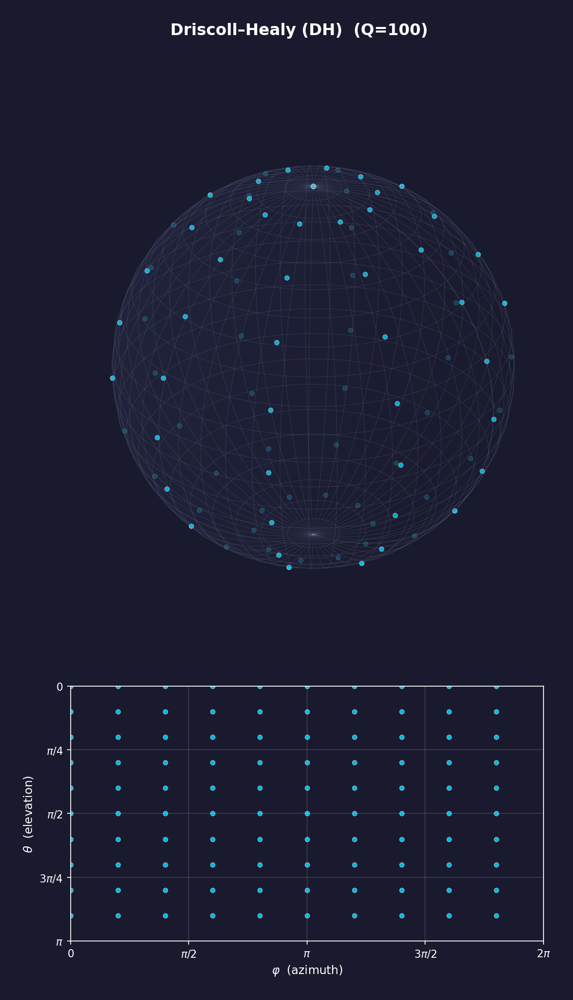 Driscoll–Healy (DH)  (Q=100)
0
π/4
π/2
3π/4
π
θ (elevation)
0
π/2
π
3π/2
2π
φ (azimuth)